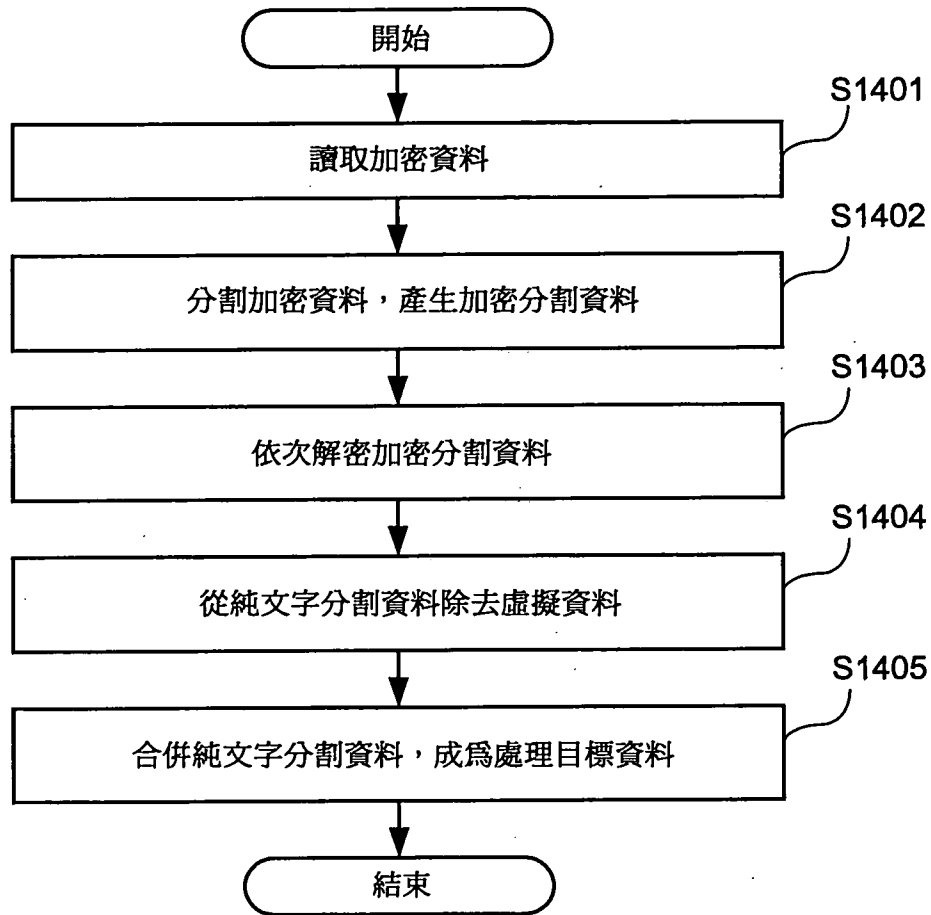 開始
S1401
讀取加密資料
S1402
分割加密資料，產生加密分割資料
S1403
依次解密加密分割資料
S1404
從純文字分割資料除去虛擬資料
S1405
合併純文字分割資料，成爲處理目標資料
結束